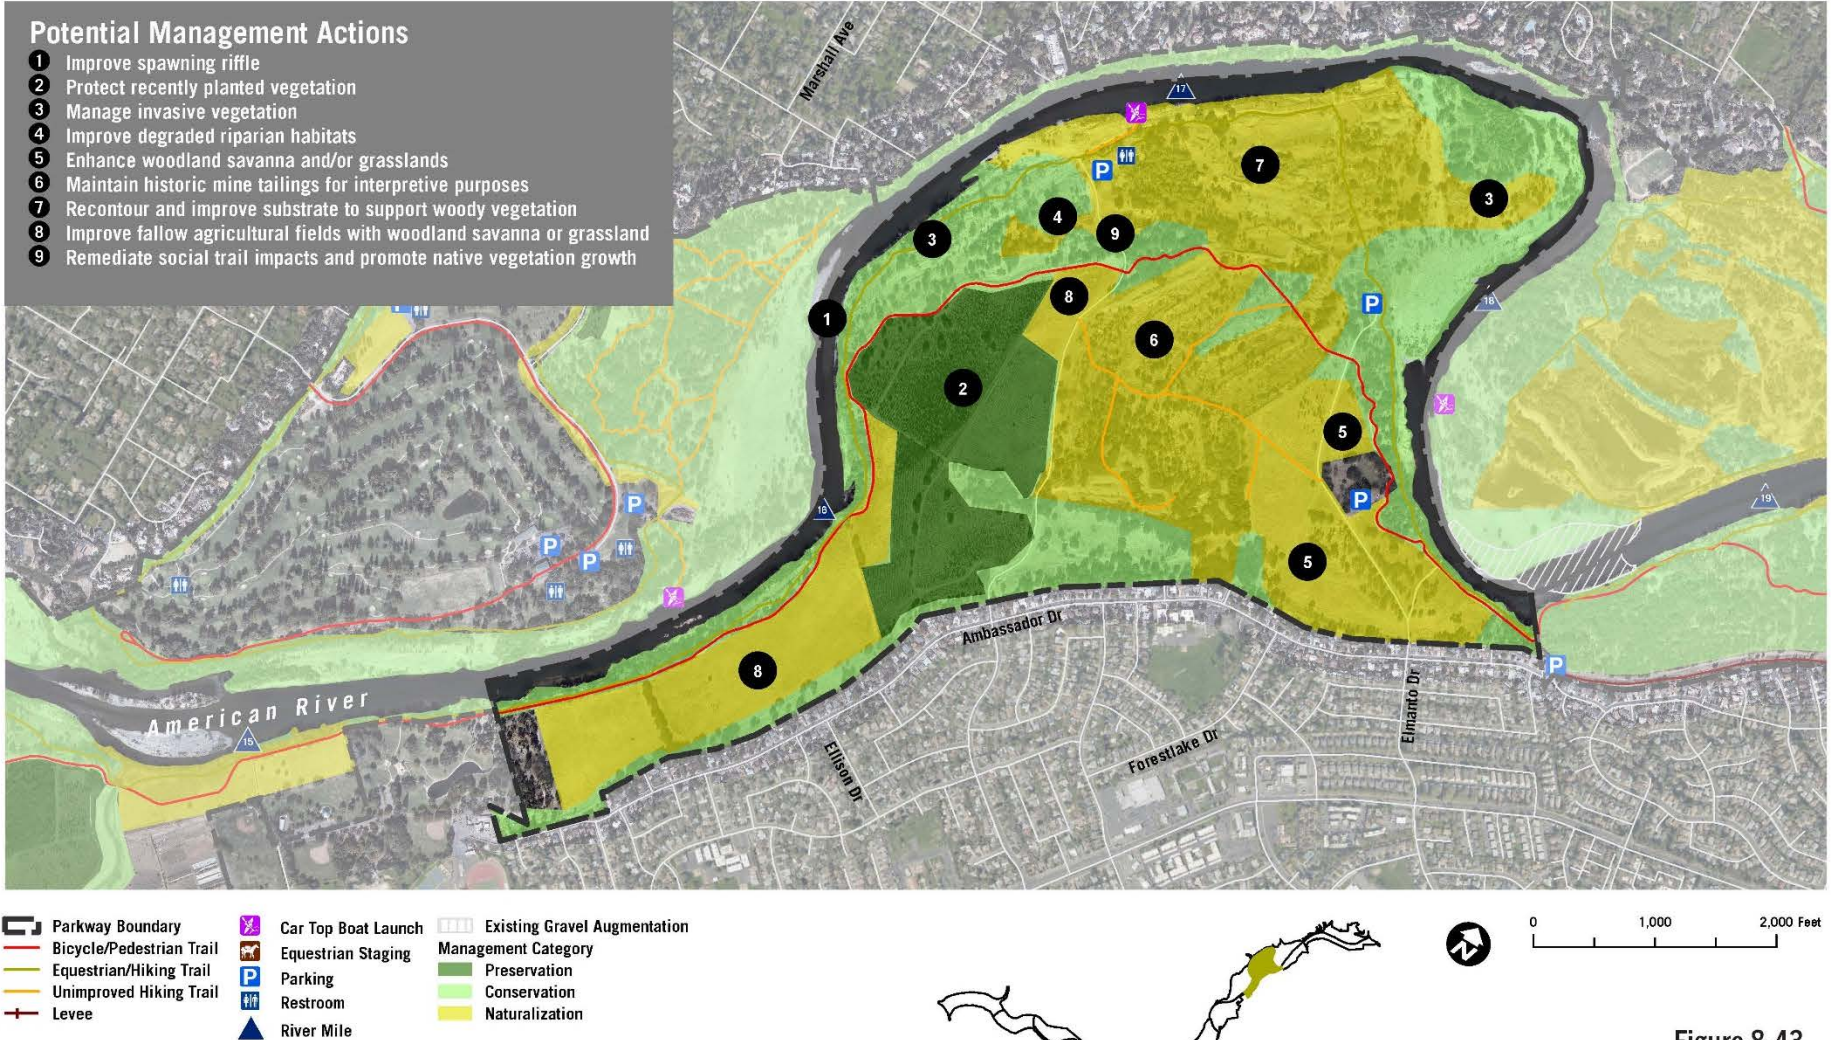 Potential Management Actions
1 Improve spawning riffle
2 Protect recently planted vegetation
3 Manage invasive vegetation
4 Improve degraded riparian habitats
5 Enhance woodland savanna and/or grasslands
6 Maintain historic mine tailings for interpretive purposes
7 Recontour and improve substrate to support woody vegetation
8 Improve fallow agricultural fields with woodland savanna or grassland
9 Remediate social trail impacts and promote native vegetation growth
Marshall Ave
17
P
7
3
4
9
3
8
P
18
1
6
2
5
P
P
16
19
P
P
5
P
8
Ambassador Dr
American River
15
Ellison Dr
Forestlake Dr
Elmanto Dr
Parkway Boundary
Bicycle/Pedestrian Trail
Equestrian/Hiking Trail
Unimproved Hiking Trail
Levee
Car Top Boat Launch
Equestrian Staging
P Parking
Restroom
River Mile
Existing Gravel Augmentation
Management Category
Preservation
Conservation
Naturalization
N
0 1,000 2,000 Feet
Figure 8-43